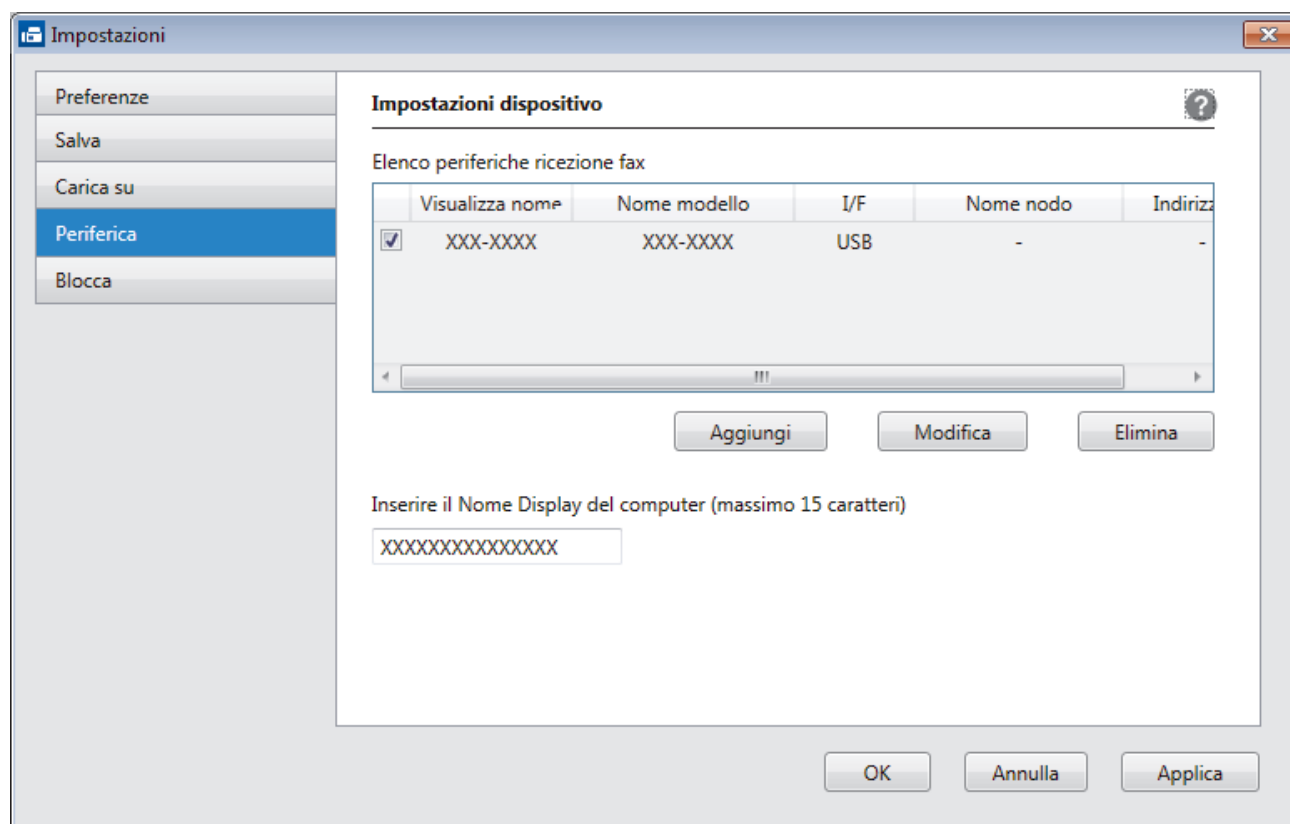 Impostazioni
Preferenze
Salva
Carica su
Periferica
Blocca
Impostazioni dispositivo
?
Elenco periferiche ricezione fax
Visualizza nome Nome modello I/F Nome nodo Indirizz
XXX-XXXX XXX-XXXX USB - -
Aggiungi Modifica Elimina
Inserire il Nome Display del computer (massimo 15 caratteri)
XXXXXXXXXXXXXXX
OK Annulla Applica